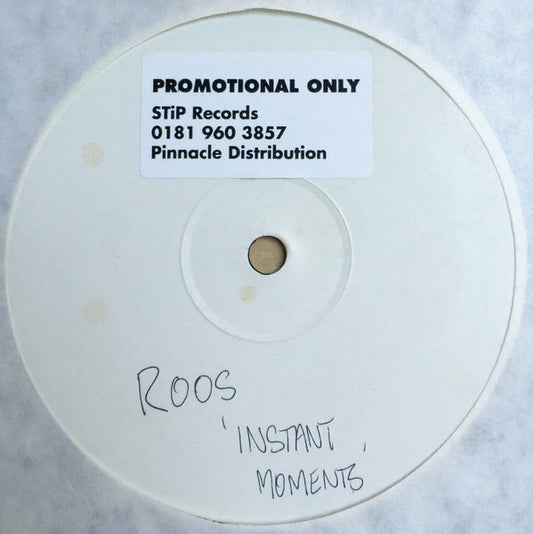 PROMOTIONAL ONLY
STiP Records
0181 960 3857
Pinnacle Distribution
ROOS
'INSTANT
MOMENTS'